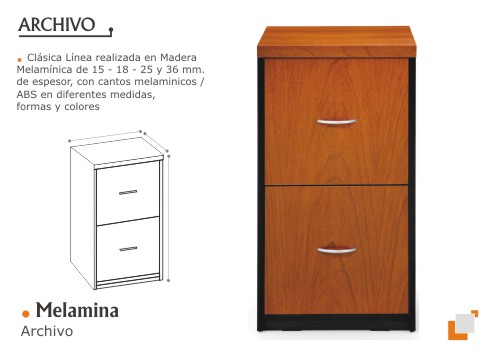 ARCHIVO
Clásica Línea realizada en Madera
Melamínica de 15 - 18 - 25 y 36 mm.
de espesor, con cantos melaminicos /
ABS en diferentes medidas,
formas y colores
Melamina
Archivo